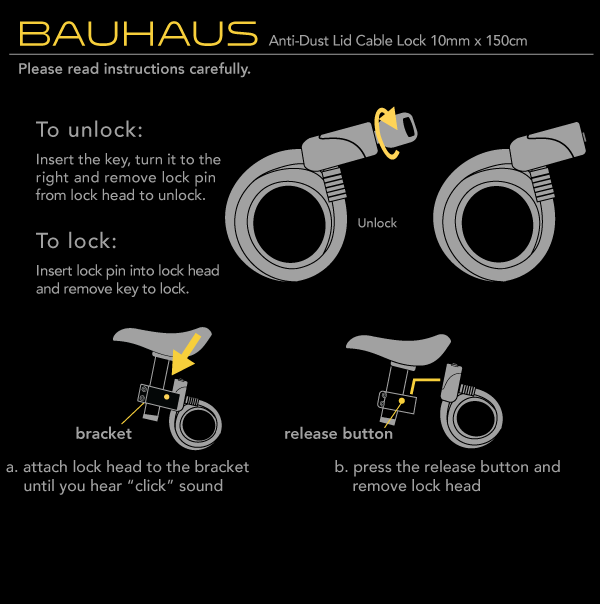 BAUHAUS Anti-Dust Lid Cable Lock 10mm x 150cm
Please read instructions carefully.
To unlock:
Insert the key, turn it to the
right and remove lock pin
from lock head to unlock.
Unlock
To lock:
Insert lock pin into lock head
and remove key to lock.
bracket
a. attach lock head to the bracket
until you hear “click” sound
release button
b. press the release button and
remove lock head